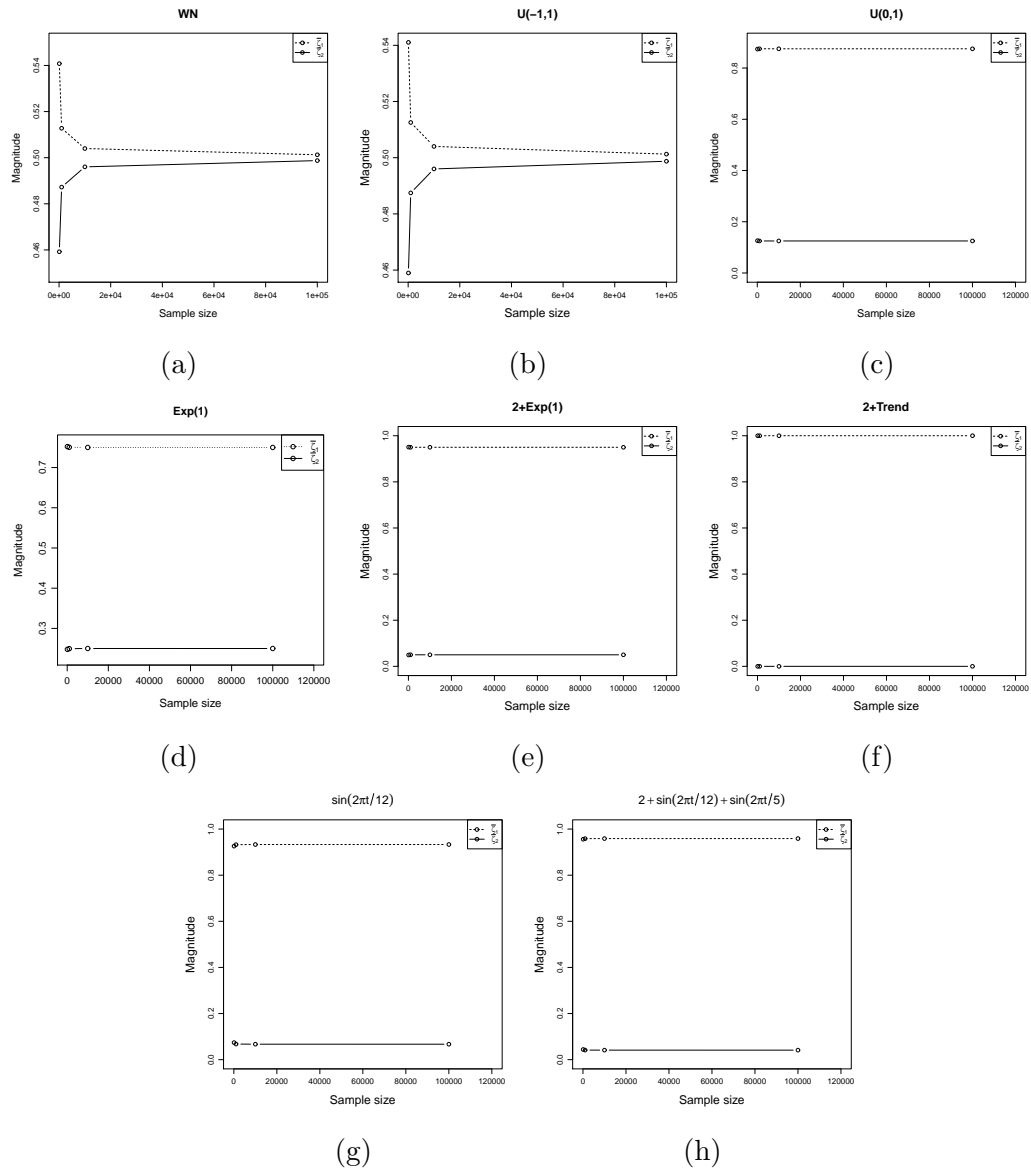 WN
U(−1,1)
U(0,1)
Magnitude
0.46
0.48
0.50
0.52
0.54
0e+00 2e+04 4e+04 6e+04 8e+04 1e+05
Sample size
Magnitude
0.46
0.48
0.50
0.52
0.54
0e+00 2e+04 4e+04 6e+04 8e+04 1e+05
Sample size
Magnitude
0.0
0.2
0.4
0.6
0.8
0 20000 40000 60000 80000 100000 120000
Sample size
(a)
(b)
(c)
Exp(1)
2+Exp(1)
2+Trend
Magnitude
0.3
0.4
0.5
0.6
0.7
0 20000 40000 60000 80000 100000 120000
Sample size
Magnitude
0.0
0.2
0.4
0.6
0.8
1.0
0 20000 40000 60000 80000 100000 120000
Sample size
Magnitude
0.0
0.2
0.4
0.6
0.8
1.0
0 20000 40000 60000 80000 100000 120000
Sample size
(d)
(e)
(f)
sin(2πt/12)
2+sin(2πt/12)+sin(2πt/5)
Magnitude
0.0
0.2
0.4
0.6
0.8
1.0
0 20000 40000 60000 80000 100000 120000
Sample size
Magnitude
0.0
0.2
0.4
0.6
0.8
1.0
0 20000 40000 60000 80000 100000 120000
Sample size
(g)
(h)